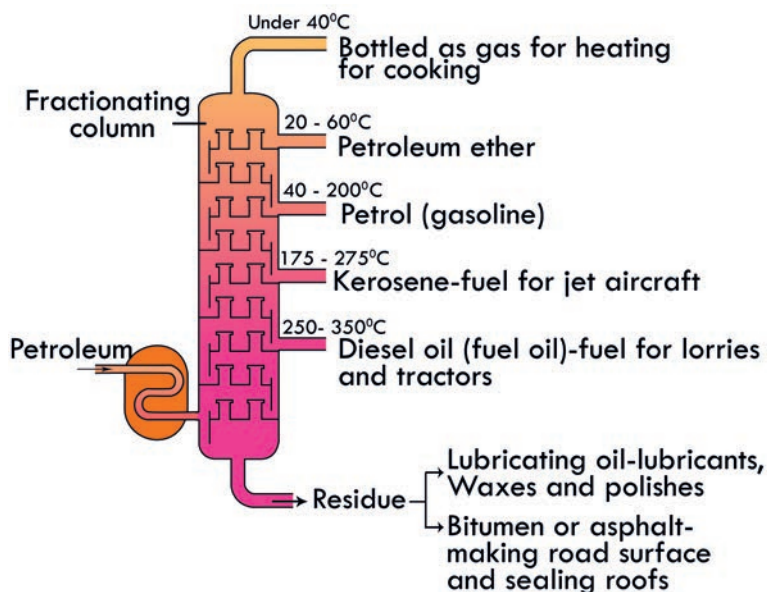 Under 40⁰C
Bottled as gas for heating
for cooking
Fractionating
column
20 - 60⁰C
Petroleum ether
40 - 200⁰C
Petrol (gasoline)
175 - 275⁰C
Kerosene-fuel for jet aircraft
250- 350⁰C
Diesel oil (fuel oil)-fuel for lorries
and tractors
Petroleum
Residue
Lubricating oil-lubricants,
Waxes and polishes
Bitumen or asphalt-
making road surface
and sealing roofs